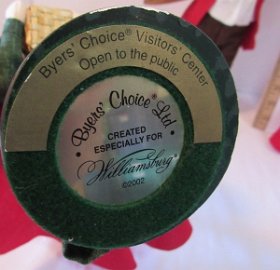 Byers' Choice® Visitors' Center
Open to the public
Byers' Choice® Ltd
CREATED
ESPECIALLY FOR
Williamsburg®
©2002